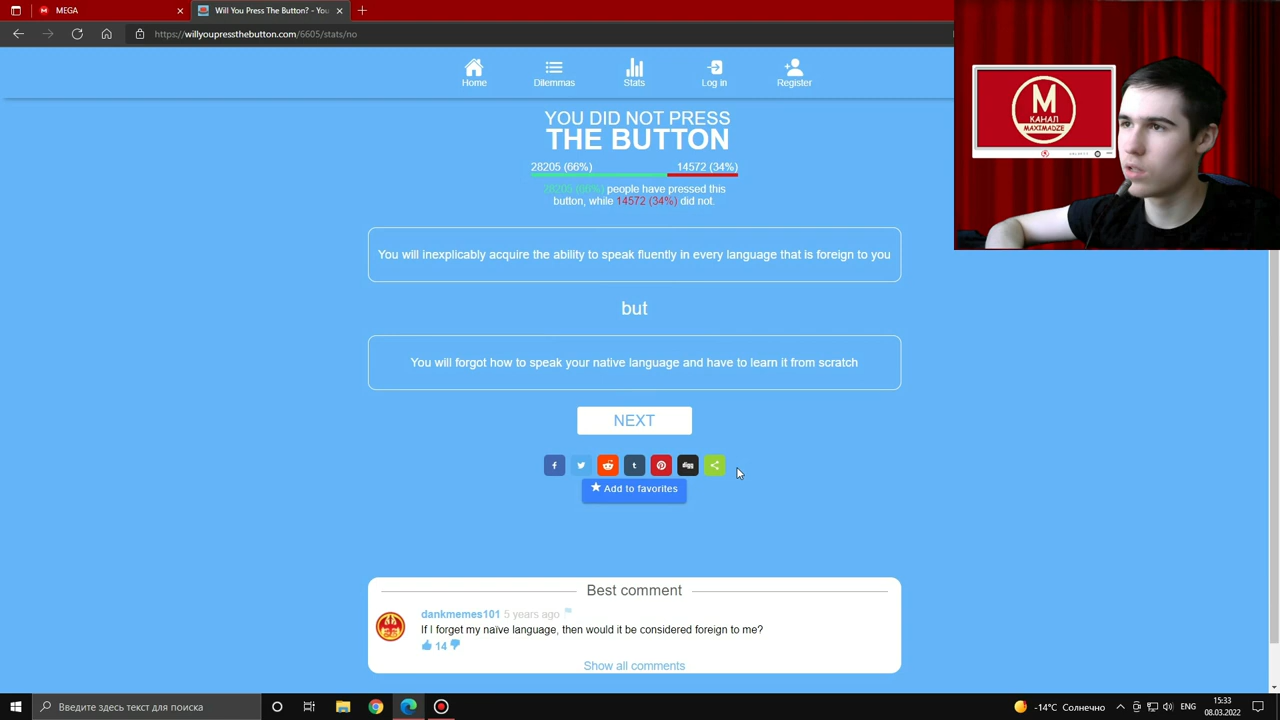 MEGA
Will You Press The Button? - You
https://willyoupressthebutton.com/6605/stats/no
Home
Dilemmas
Stats
Log in
Register
M
КАНАЛ
MAXIMADZE
YOU DID NOT PRESS
THE BUTTON
28205 (66%)
14572 (34%)
28205 (66%) people have pressed this
button, while 14572 (34%) did not.
You will Inexplicably acquire the ability to speak fluently in every language that is foreign to you
but
You will forgot how to speak your native language and have to learn it from scratch
NEXT
digg
Add to favorites
Best comment
dankmemes101 5 years ago
If I forget my naïve language, then would it be considered foreign to me?
14
Show all comments
Введите здесь текст для поиска
-14°C Солнечно
ENG
15:33
08.03.2022